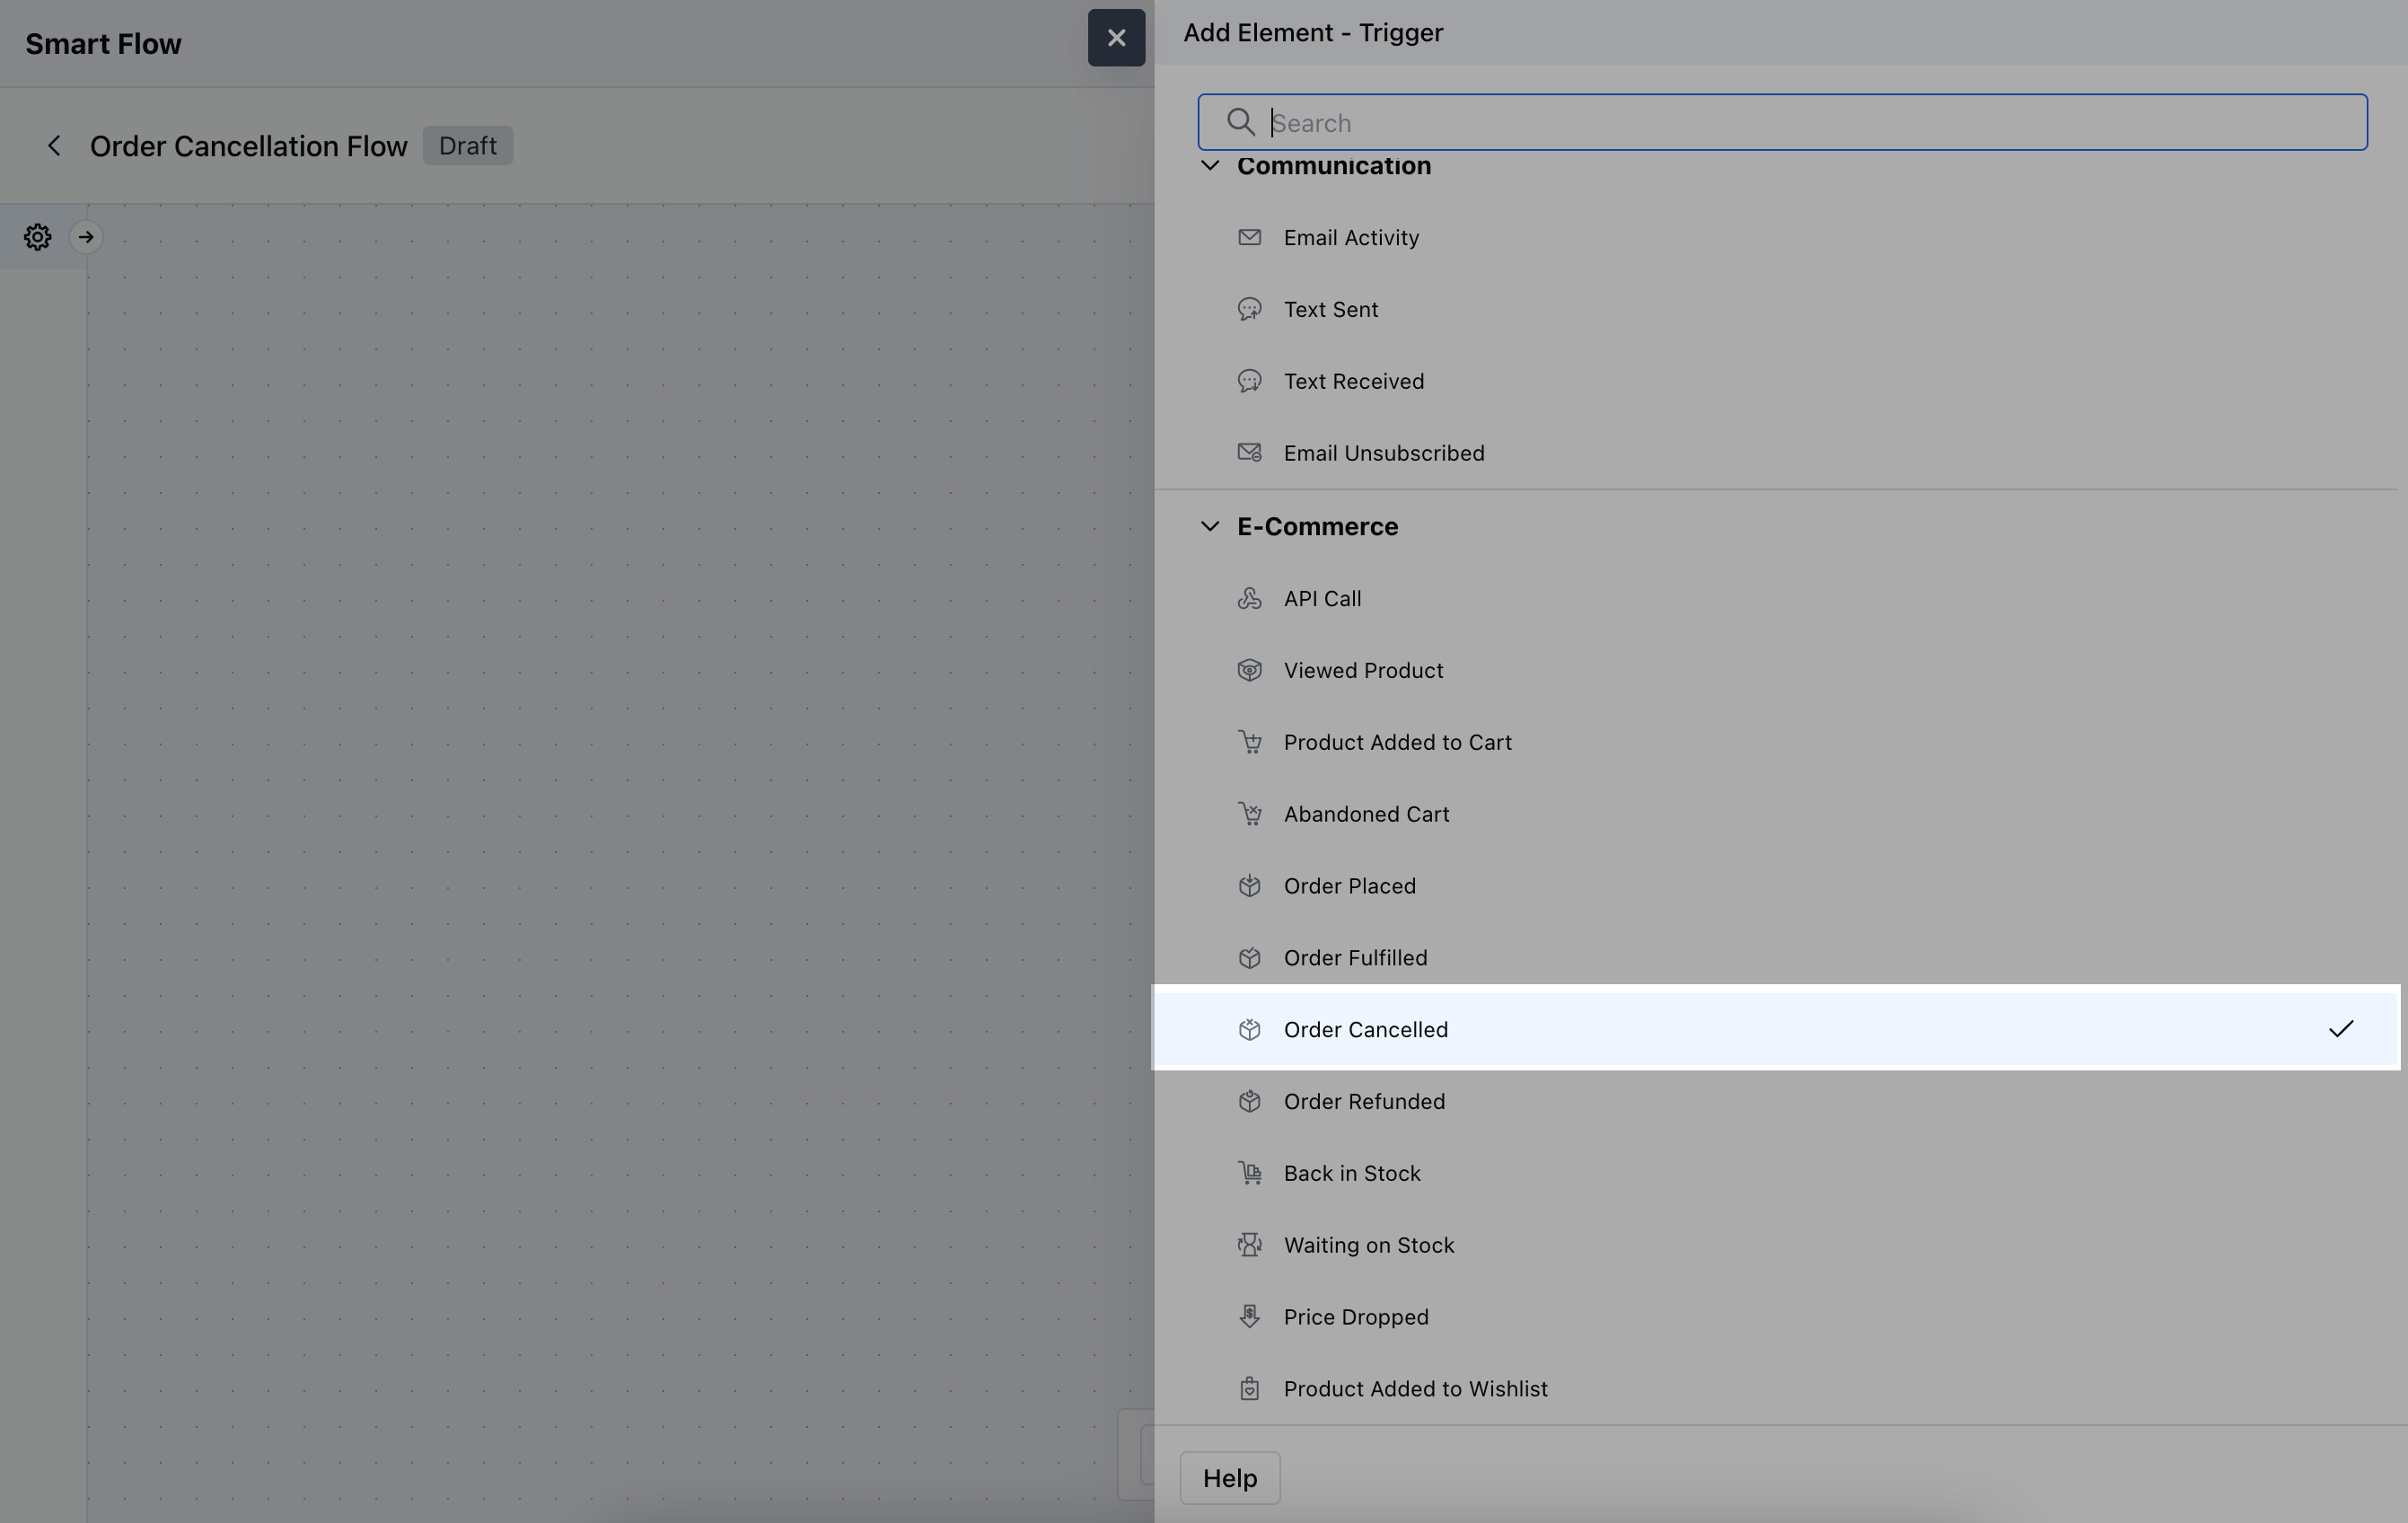 Smart Flow
Order Cancellation Flow
Draft
Add Element - Trigger
Search
Communication
Email Activity
Text Sent
Text Received
Email Unsubscribed
E-Commerce
API Call
Viewed Product
Product Added to Cart
Abandoned Cart
Order Placed
Order Fulfilled
Order Cancelled
Order Refunded
Back in Stock
Waiting on Stock
Price Dropped
Product Added to Wishlist
Help